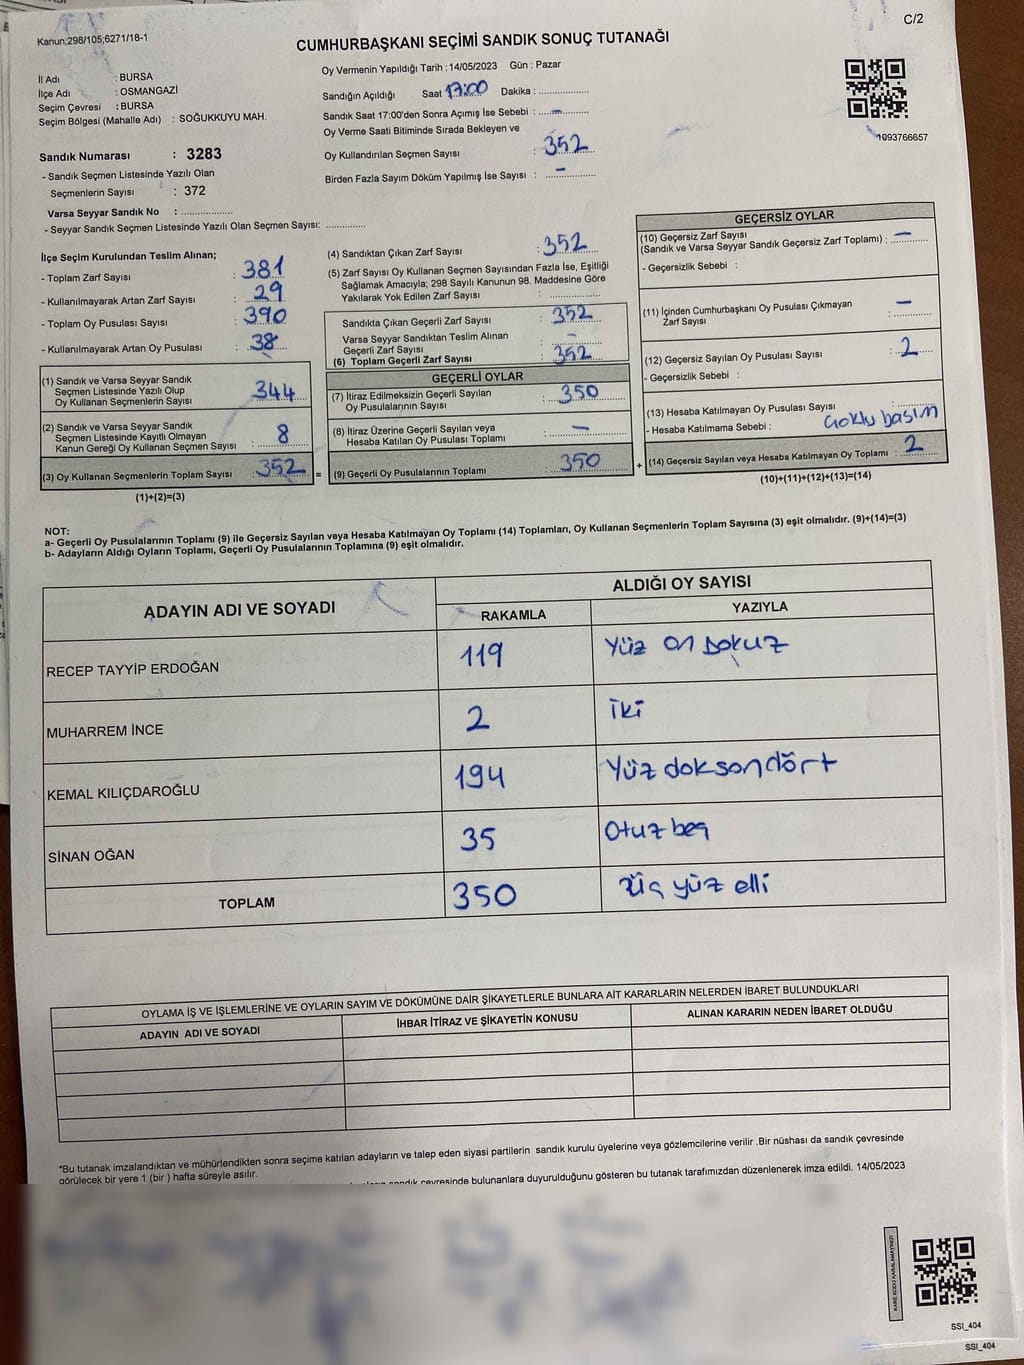 C/2
Kanun;298/105;6271/18-1
CUMHURBAŞKANI SEÇİMİ SANDIK SONUÇ TUTANAĞI
İl Adı : BURSA
İlçe Adı : OSMANGAZİ
Seçim Çevresi : BURSA
Seçim Bölgesi (Mahalle Adı) : SOĞUKKUYU MAH.
Oy Vermenin Yapıldığı Tarih :14/05/2023 Gün : Pazar
Sandığın Açıldığı Saat 17:00 Dakika : ..................
Sandık Saat 17:00'den Sonra Açımış İse Sebebi : —
Oy Verme Saati Bitiminde Sırada Bekleyen ve
Oy Kullandırılan Seçmen Sayısı : 352
Birden Fazla Sayım Döküm Yapılmış İse Sayısı : –
1093766657
Sandık Numarası : 3283
- Sandık Seçmen Listesinde Yazılı Olan
Seçmenlerin Sayısı : 372
Varsa Seyyar Sandık No : ..................
- Seyyar Sandık Seçmen Listesinde Yazılı Olan Seçmen Sayısı: ..............
İlçe Seçim Kurulundan Teslim Alınan;
- Toplam Zarf Sayısı : 381
- Kullanılmayarak Artan Zarf Sayısı : 29
- Toplam Oy Pusulası Sayısı : 390
- Kullanılmayarak Artan Oy Pusulası : 38
(1) Sandık ve Varsa Seyyar Sandık
Seçmen Listesinde Yazılı Olup
Oy Kullanan Seçmenlerin Sayısı : 344
(2) Sandık ve Varsa Seyyar Sandık
Seçmen Listesinde Kayıtlı Olmayan
Kanun Gereği Oy Kullanan Seçmen Sayısı : 8
(3) Oy Kullanan Seçmenlerin Toplam Sayısı : 352 =
(1)+(2)=(3)
(4) Sandıktan Çıkan Zarf Sayısı : 352
(5) Zarf Sayısı Oy Kullanan Seçmen Sayısından Fazla İse, Eşitliği
Sağlamak Amacıyla; 298 Sayılı Kanunun 98. Maddesine Göre
Yakılarak Yok Edilen Zarf Sayısı : ..............
Sandıkta Çıkan Geçerli Zarf Sayısı : 352
Varsa Seyyar Sandıktan Teslim Alınan
Geçerli Zarf Sayısı : –
(6) Toplam Geçerli Zarf Sayısı : 352
GEÇERLİ OYLAR
(7) İtiraz Edilmeksizin Geçerli Sayılan
Oy Pusulalarının Sayısı : 350
(8) İtiraz Üzerine Geçerli Sayılan veya
Hesaba Katılan Oy Pusulası Toplamı : –
(9) Geçerli Oy Pusulalarının Toplamı : 350 +
GEÇERSİZ OYLAR
(10) Geçersiz Zarf Sayısı
(Sandık ve Varsa Seyyar Sandık Geçersiz Zarf Toplamı) : –
- Geçersizlik Sebebi :
(11) İçinden Cumhurbaşkanı Oy Pusulası Çıkmayan
Zarf Sayısı : –
(12) Geçersiz Sayılan Oy Pusulası Sayısı : 2
- Geçersizlik Sebebi :
(13) Hesaba Katılmayan Oy Pusulası Sayısı : ..............
- Hesaba Katılmama Sebebi : çoklu basım
(14) Geçersiz Sayılan veya Hesaba Katılmayan Oy Toplamı : 2
(10)+(11)+(12)+(13)=(14)
NOT:
a- Geçerli Oy Pusulalarının Toplamı (9) ile Geçersiz Sayılan veya Hesaba Katılmayan Oy Toplamı (14) Toplamları, Oy Kullanan Seçmenlerin Toplam Sayısına (3) eşit olmalıdır. (9)+(14)=(3)
b- Adayların Aldığı Oyların Toplamı, Geçerli Oy Pusulalarının Toplamına (9) eşit olmalıdır.
ADAYIN ADI VE SOYADI ALDIĞI OY SAYISI
RAKAMLA YAZIYLA
RECEP TAYYİP ERDOĞAN 119 Yüz on Dokuz
MUHARREM İNCE 2 iki
KEMAL KILIÇDAROĞLU 194 Yüz doksan dört
SİNAN OĞAN 35 Otuz beş
TOPLAM 350 Üç yüz elli
OYLAMA İŞ VE İŞLEMLERİNE VE OYLARIN SAYIM VE DÖKÜMÜNE DAİR ŞİKAYETLERLE BUNLARA AİT KARARLARIN NELERDEN İBARET BULUNDUKLARI
ADAYIN ADI VE SOYADI İHBAR İTİRAZ VE ŞİKAYETİN KONUSU ALINAN KARARIN NEDEN İBARET OLDUĞU
*Bu tutanak imzalandıktan ve mühürlendikten sonra seçime katılan adayların ve talep eden siyasi partilerin sandık kurulu üyelerine veya gözlemcilerine verilir .Bir nüshası da sandık çevresinde
görülecek bir yere 1 (bir ) hafta süreyle asılır.
sandık çevresinde bulunanlara duyurulduğunu gösteren bu tutanak tarafımızdan düzenlenerek imza edildi. 14/05/2023
KARE KODU KARALAMAYINIZ!
SSI_404
SSI_404